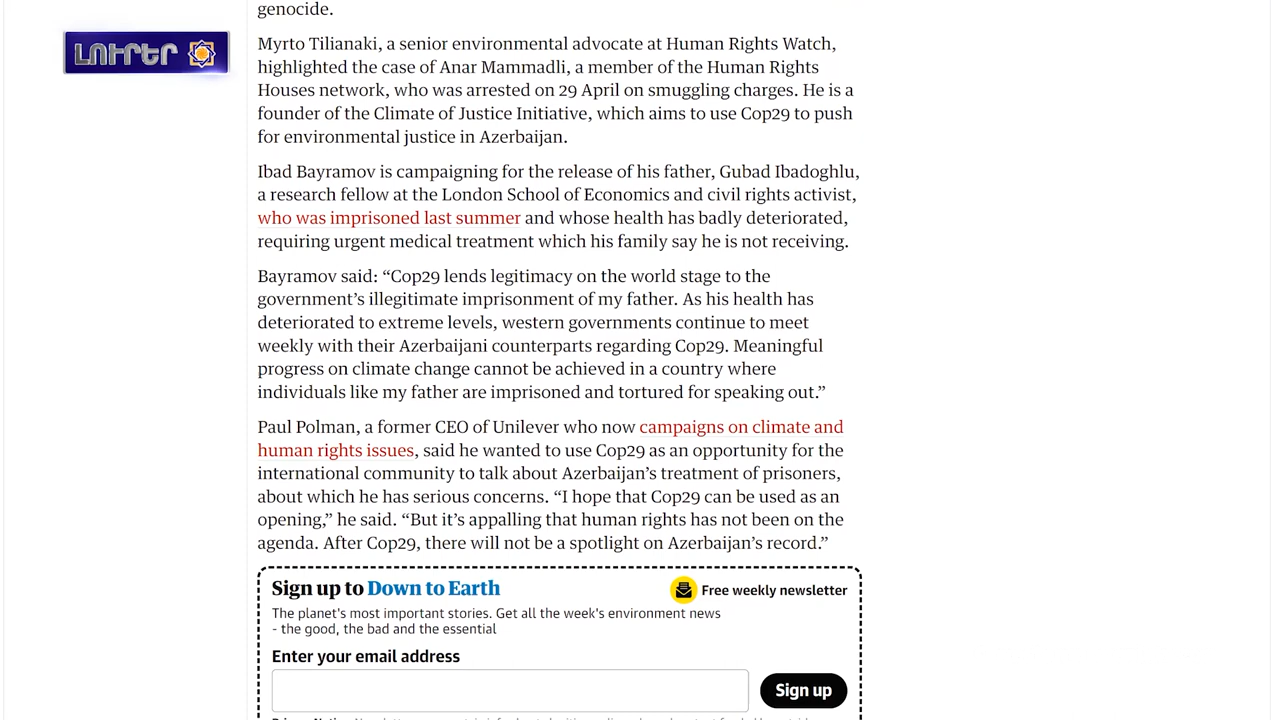 genocide.
ԼՈՒՐԵՐ
Myrto Tilianaki, a senior environmental advocate at Human Rights Watch,
highlighted the case of Anar Mammadli, a member of the Human Rights
Houses network, who was arrested on 29 April on smuggling charges. He is a
founder of the Climate of Justice Initiative, which aims to use Cop29 to push
for environmental justice in Azerbaijan.
Ibad Bayramov is campaigning for the release of his father, Gubad Ibadoghlu,
a research fellow at the London School of Economics and civil rights activist,
who was imprisoned last summer and whose health has badly deteriorated,
requiring urgent medical treatment which his family say he is not receiving.
Bayramov said: “Cop29 lends legitimacy on the world stage to the
government’s illegitimate imprisonment of my father. As his health has
deteriorated to extreme levels, western governments continue to meet
weekly with their Azerbaijani counterparts regarding Cop29. Meaningful
progress on climate change cannot be achieved in a country where
individuals like my father are imprisoned and tortured for speaking out.”
Paul Polman, a former CEO of Unilever who now campaigns on climate and
human rights issues, said he wanted to use Cop29 as an opportunity for the
international community to talk about Azerbaijan’s treatment of prisoners,
about which he has serious concerns. “I hope that Cop29 can be used as an
opening,” he said. “But it’s appalling that human rights has not been on the
agenda. After Cop29, there will not be a spotlight on Azerbaijan’s record.”
Sign up to Down to Earth
Free weekly newsletter
The planet's most important stories. Get all the week's environment news
- the good, the bad and the essential
Enter your email address
Sign up